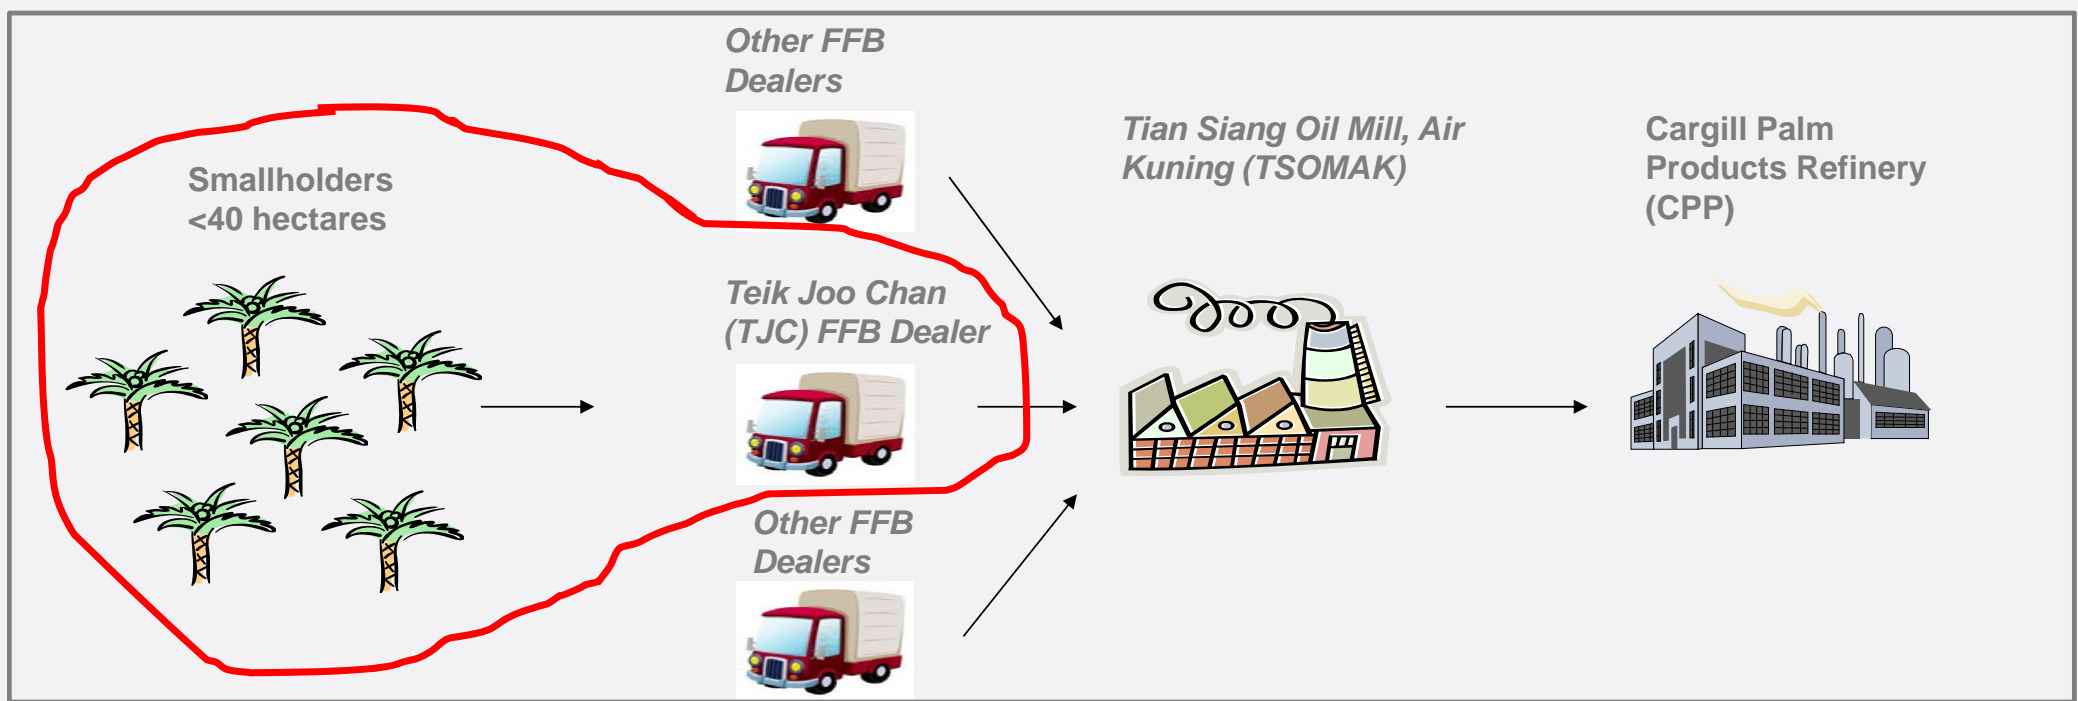 Other FFB
Dealers
Smallholders
<40 hectares
Tian Siang Oil Mill, Air
Kuning (TSOMAK)
Cargill Palm
Products Refinery
(CPP)
Teik Joo Chan
(TJC) FFB Dealer
Other FFB
Dealers